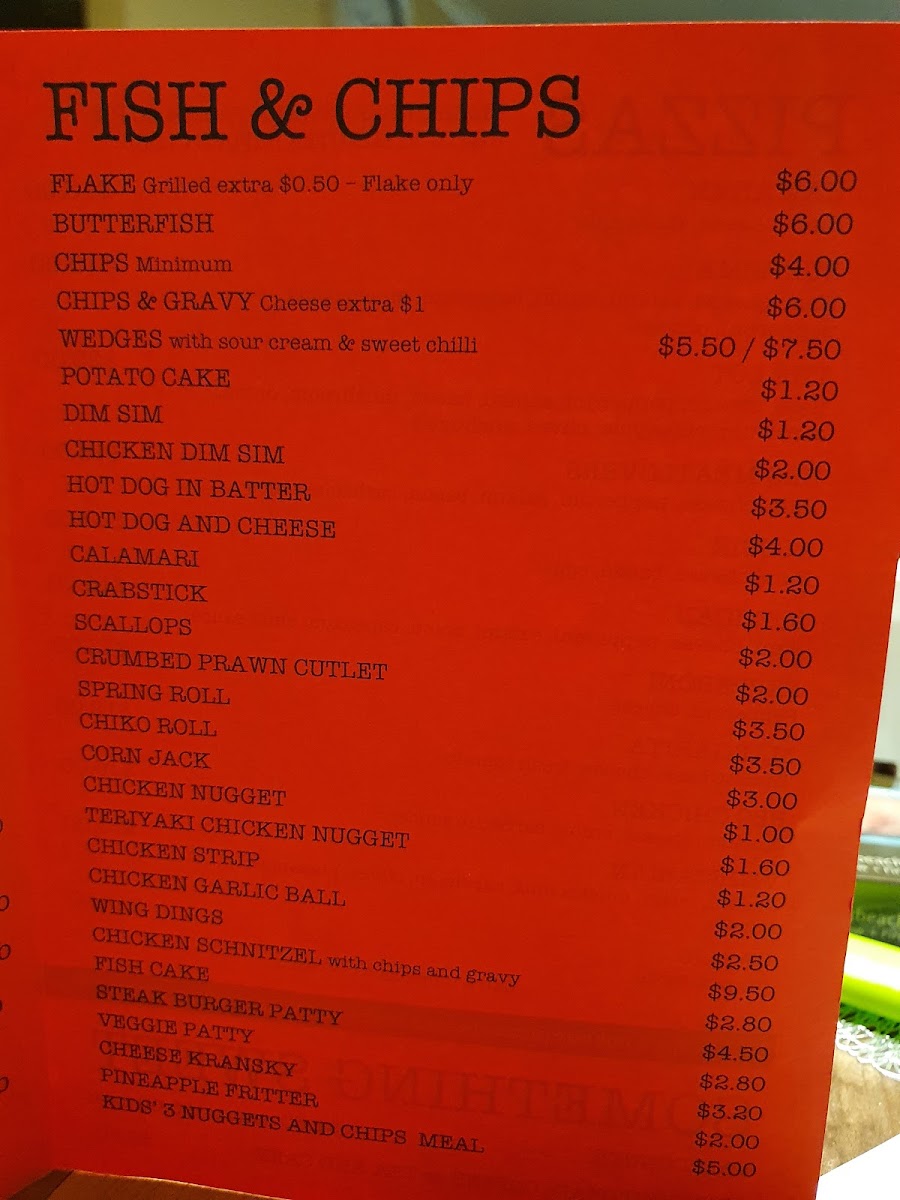 FISH & CHIPS
FLAKE Grilled extra $0.50 - Flake only $6.00
BUTTERFISH $6.00
CHIPS Minimum $4.00
CHIPS & GRAVY Cheese extra $1 $6.00
WEDGES with sour cream & sweet chilli $5.50 / $7.50
POTATO CAKE $1.20
DIM SIM $1.20
CHICKEN DIM SIM $2.00
HOT DOG IN BATTER $3.50
HOT DOG AND CHEESE $4.00
CALAMARI $1.20
CRABSTICK $1.60
SCALLOPS $2.00
CRUMBED PRAWN CUTLET $2.00
SPRING ROLL $3.50
CHIKO ROLL $3.50
CORN JACK $3.00
CHICKEN NUGGET $1.00
TERIYAKI CHICKEN NUGGET $1.60
CHICKEN STRIP $1.20
CHICKEN GARLIC BALL $2.00
WING DINGS $2.50
CHICKEN SCHNITZEL with chips and gravy $9.50
FISH CAKE $2.80
STEAK BURGER PATTY $4.50
VEGGIE PATTY $2.80
CHEESE KRANSKY $3.20
PINEAPPLE FRITTER $2.00
KIDS' 3 NUGGETS AND CHIPS MEAL $5.00